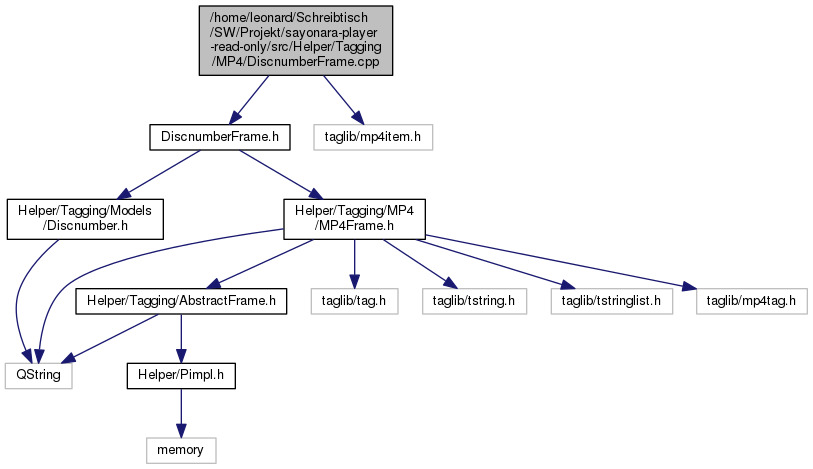 /home/leonard/Schreibtisch
/SW/Projekt/sayonara-player
-read-only/src/Helper/Tagging
/MP4/DiscnumberFrame.cpp
DiscnumberFrame.h
taglib/mp4item.h
Helper/Tagging/Models
/Discnumber.h
Helper/Tagging/MP4
/MP4Frame.h
Helper/Tagging/AbstractFrame.h
taglib/tag.h
taglib/tstring.h
taglib/tstringlist.h
taglib/mp4tag.h
QString
Helper/Pimpl.h
memory